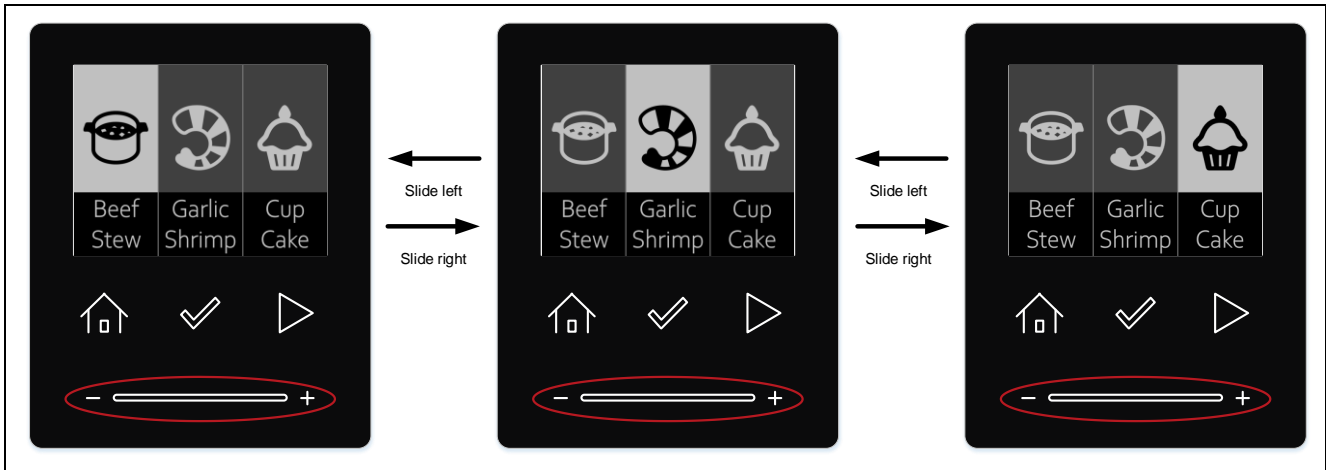 Beef Garlic Cup
Stew Shrimp Cake
− +
Slide left
Slide right
Beef Garlic Cup
Stew Shrimp Cake
− +
Slide left
Slide right
Beef Garlic Cup
Stew Shrimp Cake
− +